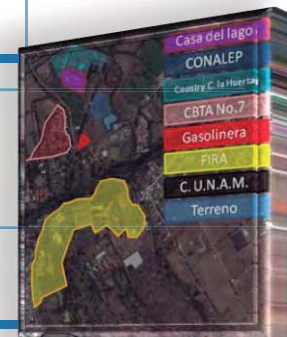 Casa del lago
CONALEP
Country C. la Huerta
CBTA No.7
Gasolinera
FIRA
C. U.N.A.M.
Terreno